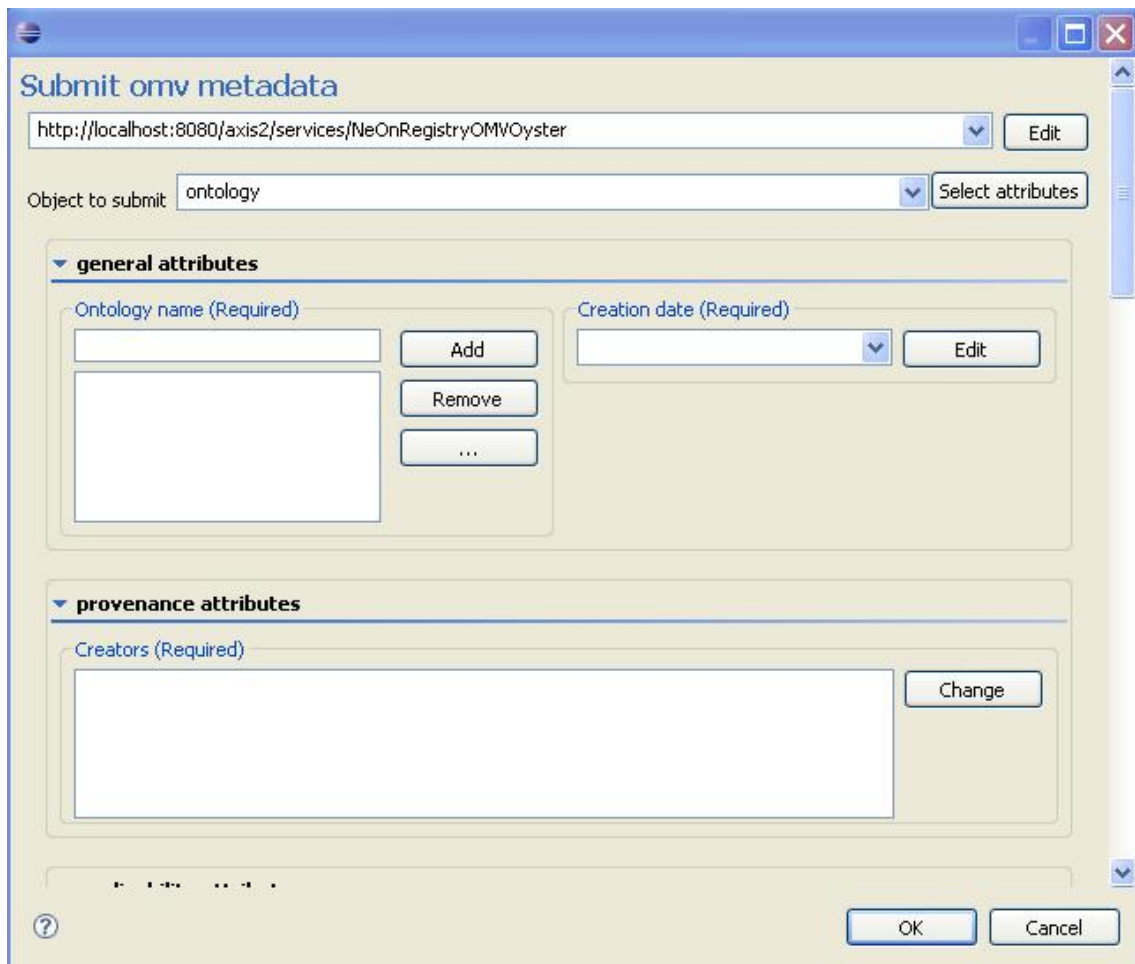 Submit omv metadata
http://localhost:8080/axis2/services/NeOnRegistryOMVOyster
Edit
Object to submit
ontology
Select attributes
general attributes
Ontology name (Required)
Creation date (Required)
Add
Edit
Remove
...
provenance attributes
Creators (Required)
Change
?
OK
Cancel